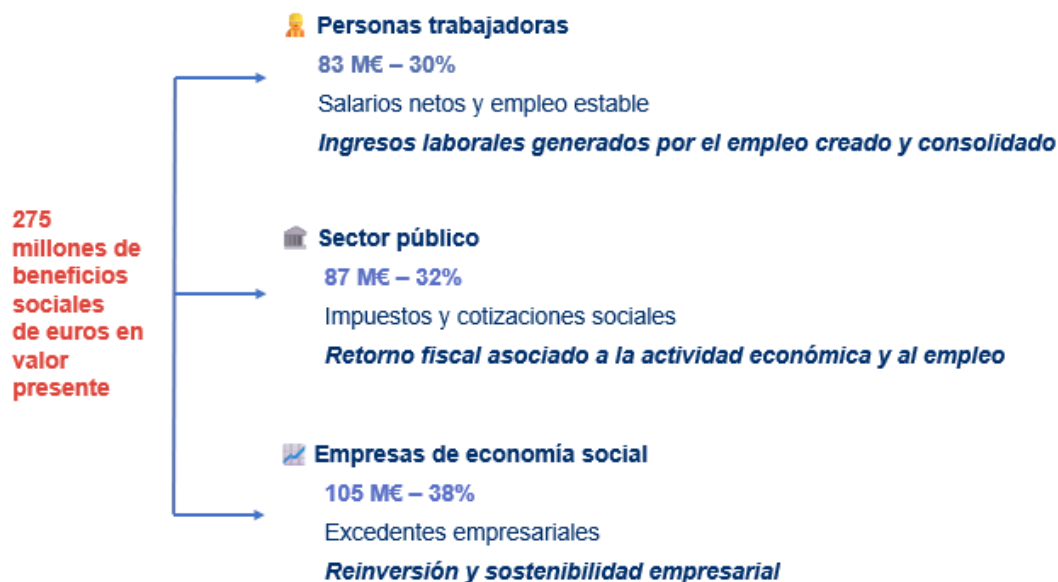 Personas trabajadoras
83 M€ – 30%
Salarios netos y empleo estable
Ingresos laborales generados por el empleo creado y consolidado
275
millones de
beneficios
sociales
de euros en
valor
presente
Sector público
87 M€ – 32%
Impuestos y cotizaciones sociales
Retorno fiscal asociado a la actividad económica y al empleo
Empresas de economía social
105 M€ – 38%
Excedentes empresariales
Reinversión y sostenibilidad empresarial